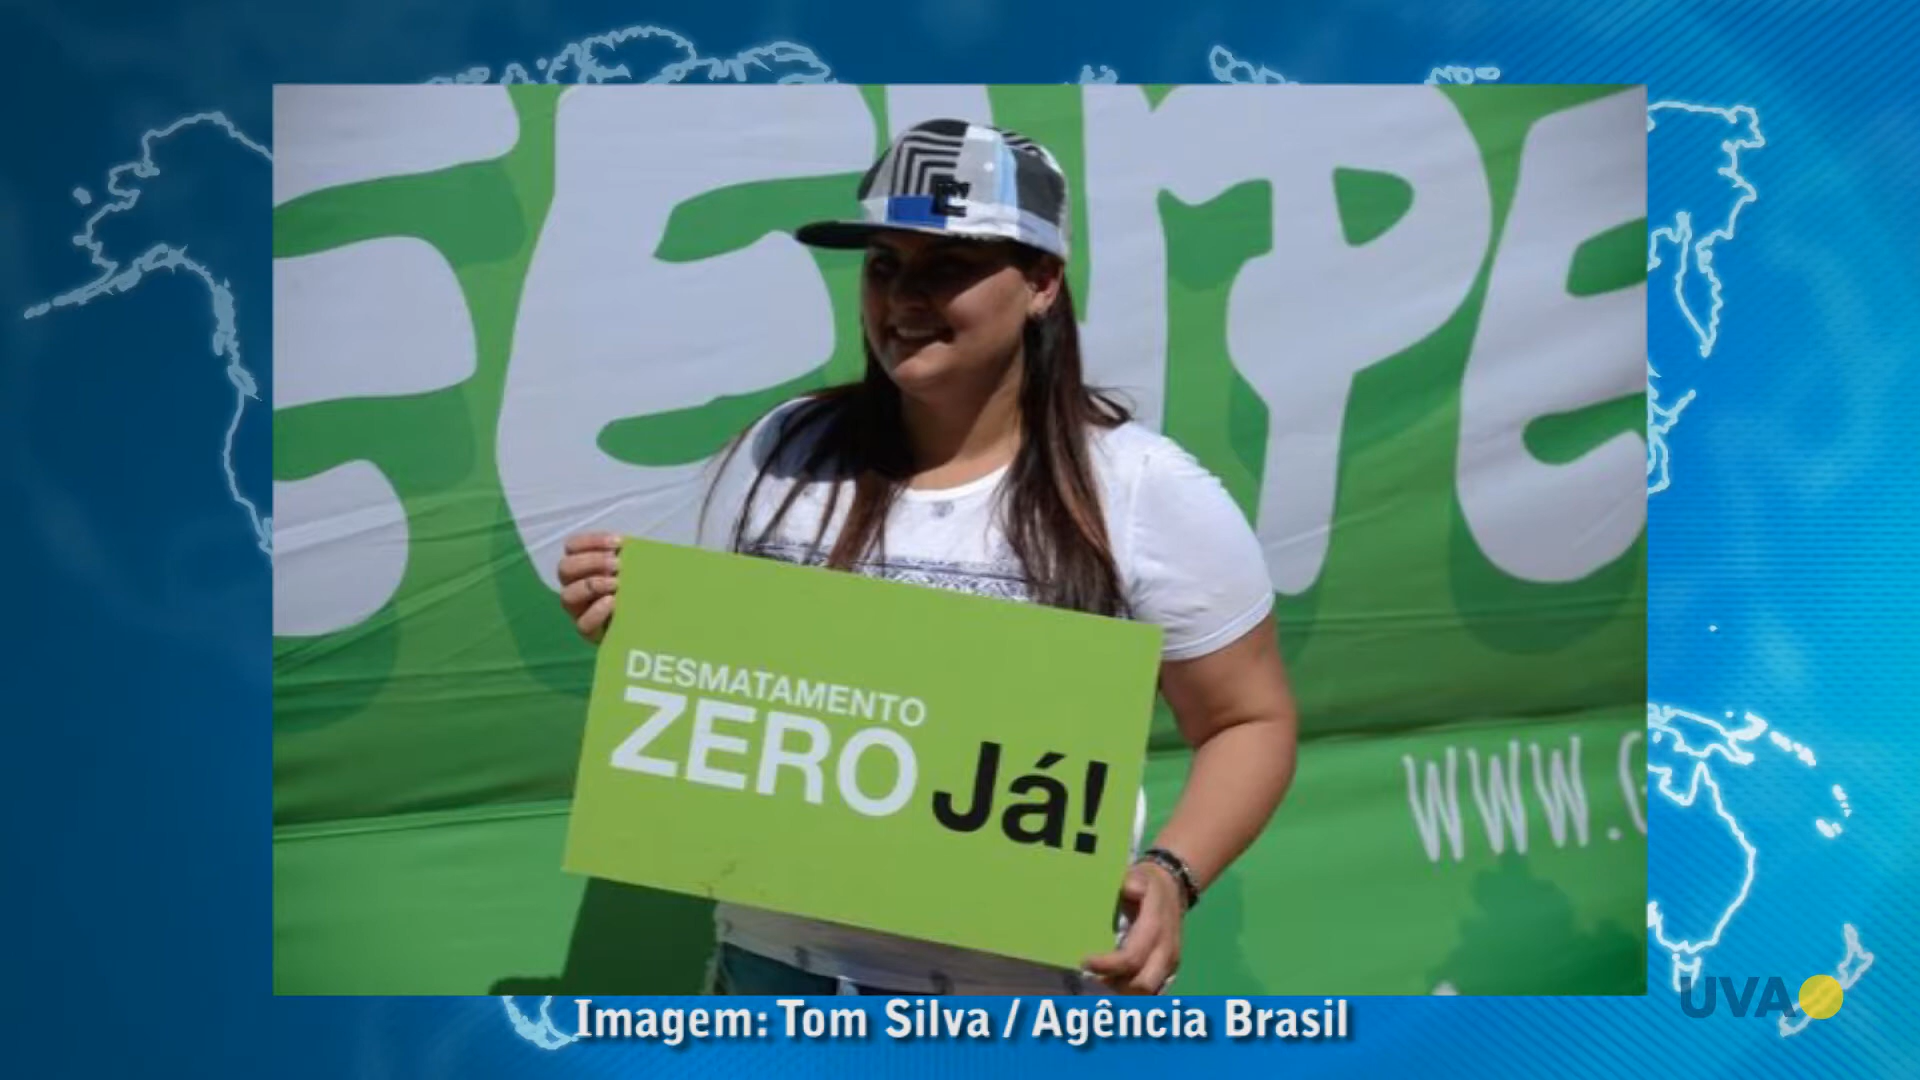 DESMATAMENTO
ZERO Já!
WWW.
Imagem: Tom Silva / Agência Brasil
UVA